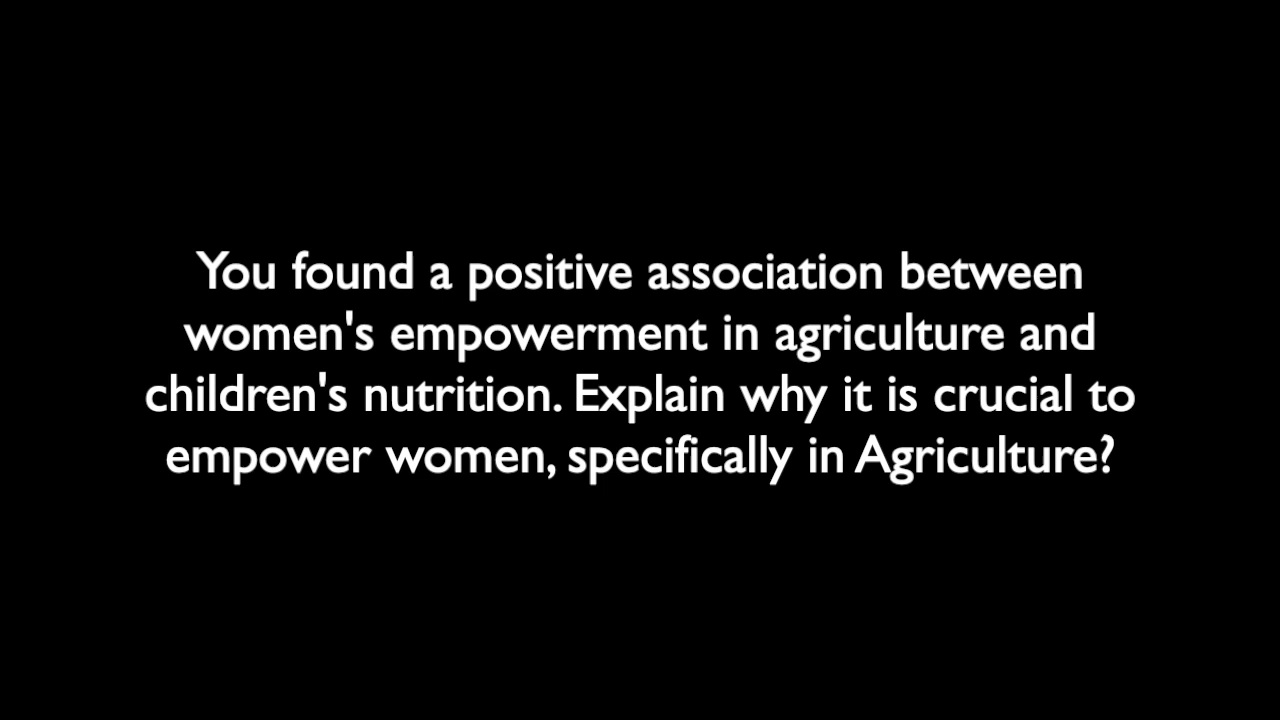 You found a positive association between
women's empowerment in agriculture and
children's nutrition. Explain why it is crucial to
empower women, specifically in Agriculture?